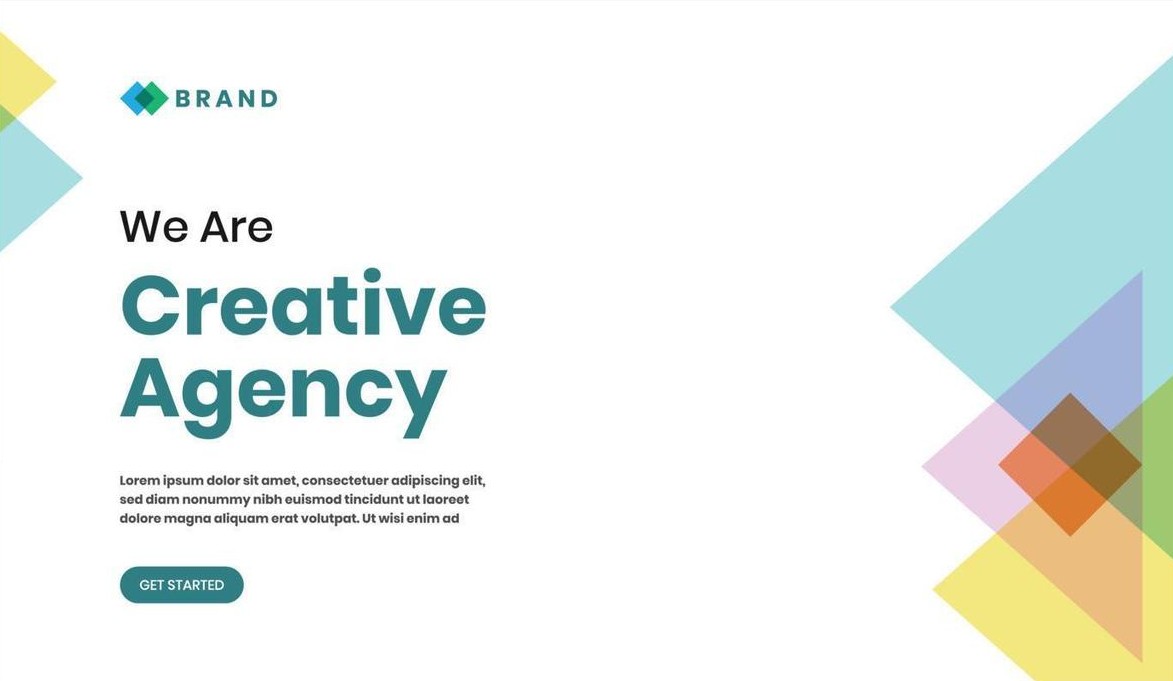 BRAND
We Are
Creative
Agency
Lorem ipsum dolor sit amet, consectetuer adipiscing elit,
sed diam nonummy nibh euismod tincidunt ut laoreet
dolore magna aliquam erat volutpat. Ut wisi enim ad
GET STARTED